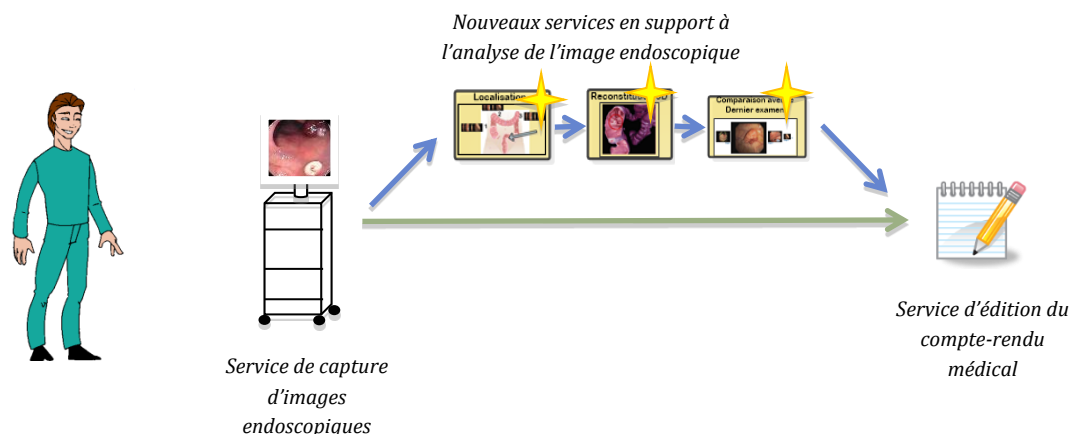 Nouveaux services en support à
l'analyse de l'image endoscopique
Localisation
Comparaison
Dernier examen
Service d'édition du
compte-rendu
médical
Service de capture
d'images
endoscopiques